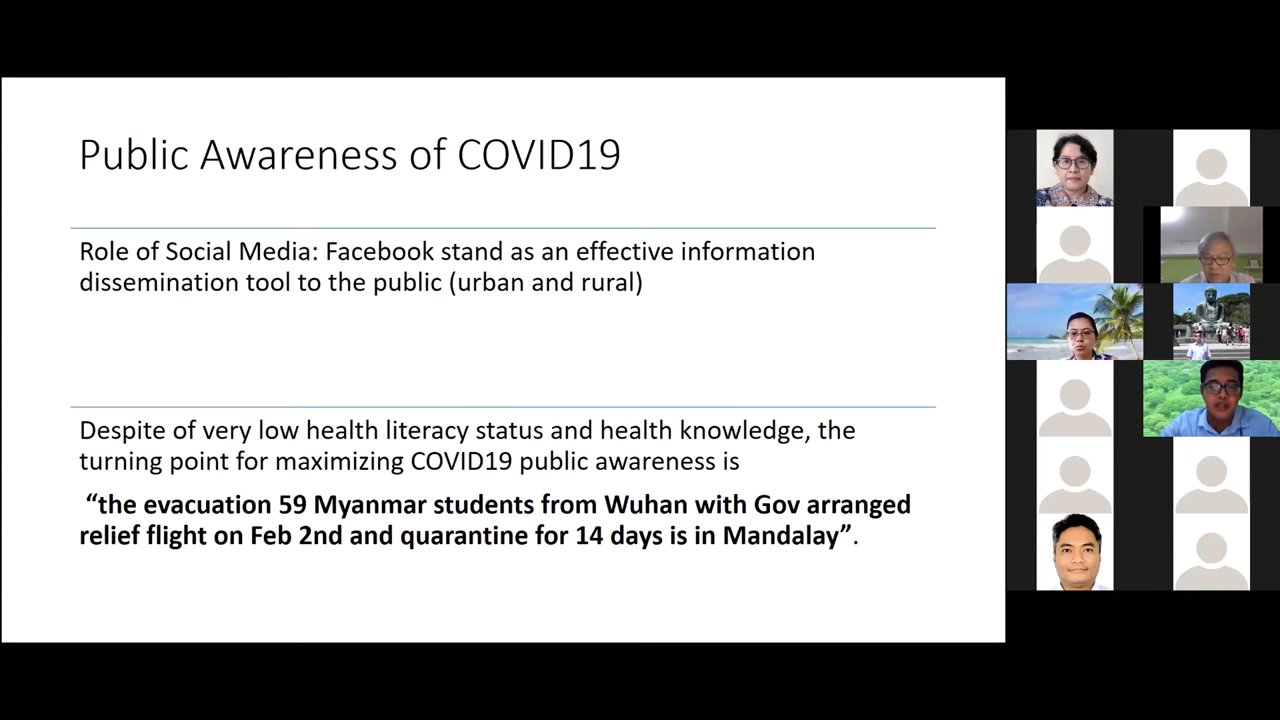 Public Awareness of COVID19
Role of Social Media: Facebook stand as an effective information
dissemination tool to the public (urban and rural)
Despite of very low health literacy status and health knowledge, the
turning point for maximizing COVID19 public awareness is
“the evacuation 59 Myanmar students from Wuhan with Gov arranged
relief flight on Feb 2nd and quarantine for 14 days is in Mandalay”.